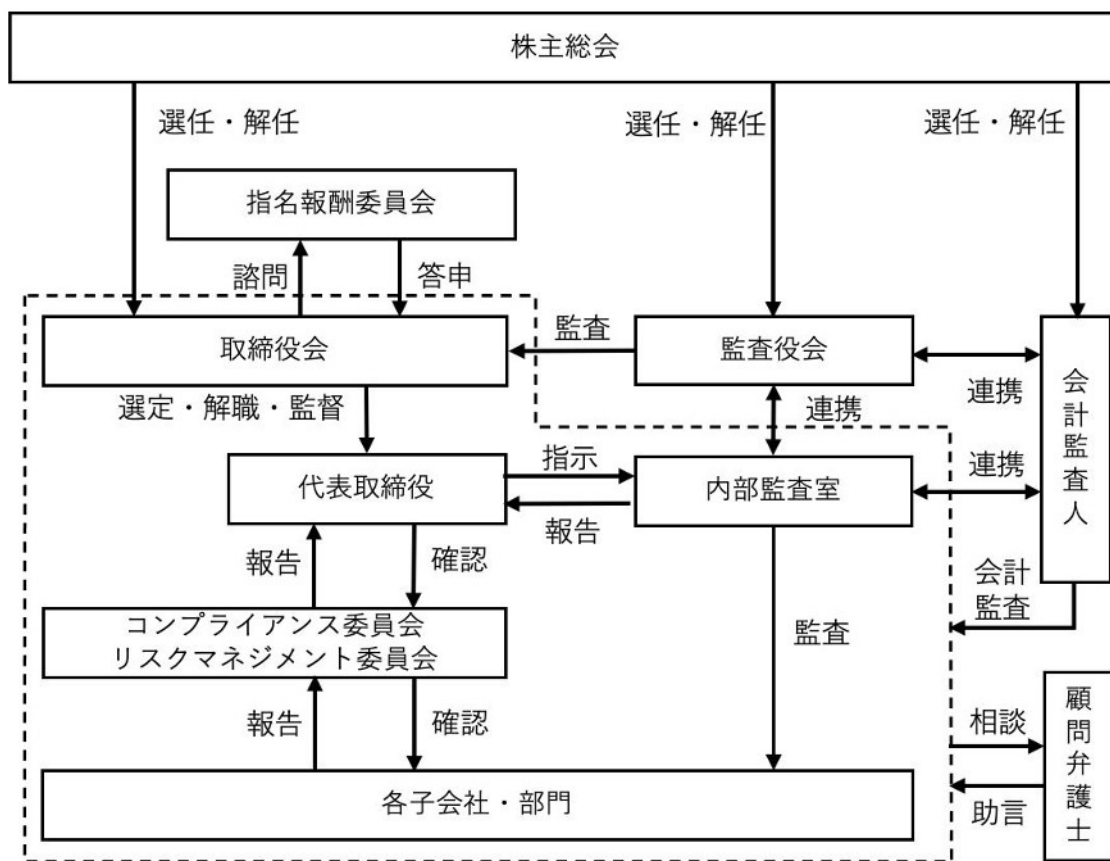 株主総会
選任・解任
選任・解任
選任・解任
指名報酬委員会
諮問
答申
取締役会
監査
監査役会
連携
会計監査人
選定・解職・監督
連携
代表取締役
指示
報告
内部監査室
連携
報告
確認
会計
監査
コンプライアンス委員会
リスクマネジメント委員会
監査
報告
確認
相談
助言
顧問弁護士
各子会社・部門